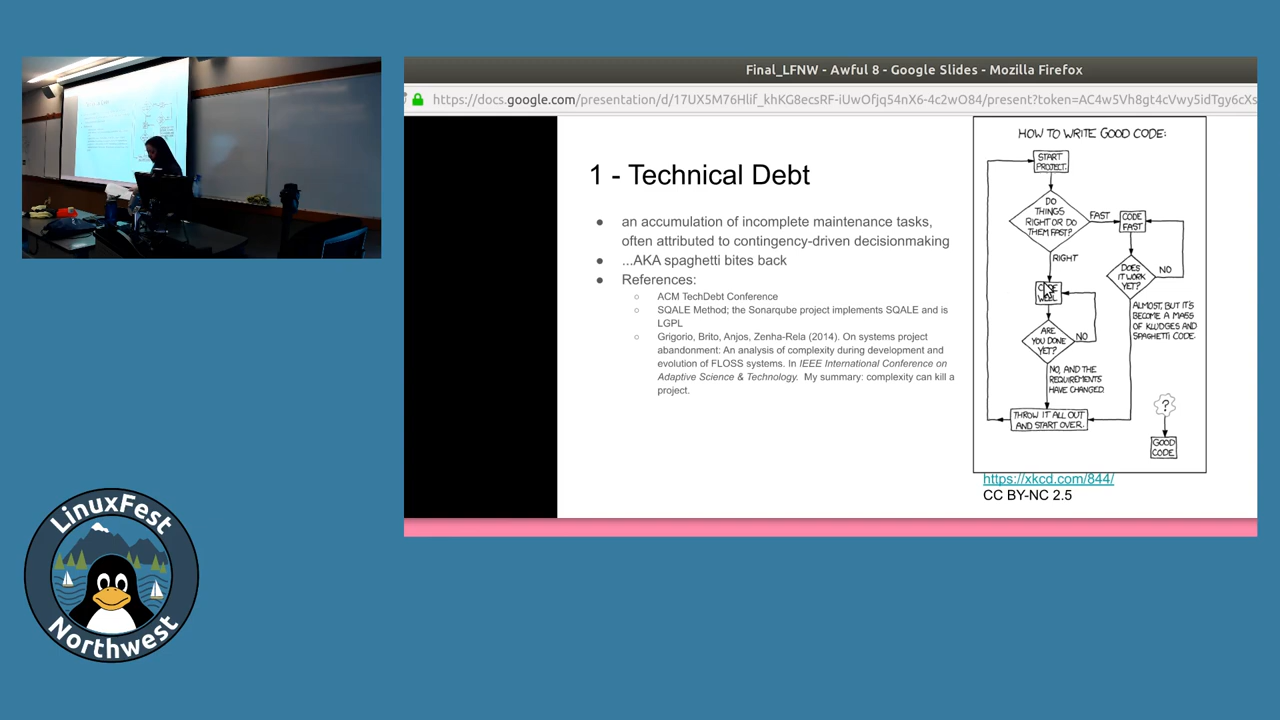 Final_LFNW - Awful 8 - Google Slides - Mozilla Firefox
https://docs.google.com/presentation/d/17UX5M76Hlif_khKG8ecsRF-iUwOfjq54nX6-4c2wO84/present?token=AC4w5Vh8gt4cVwy5idTgy6cXs
1 - Technical Debt
● an accumulation of incomplete maintenance tasks,
often attributed to contingency-driven decisionmaking
● ...AKA spaghetti bites back
● References:
○ ACM TechDebt Conference
○ SQALE Method; the Sonarqube project implements SQALE and is
LGPL
○ Grigorio, Brito, Anjos, Zenha-Rela (2014). On systems project
abandonment: An analysis of complexity during development and
evolution of FLOSS systems. In IEEE International Conference on
Adaptive Science & Technology. My summary: complexity can kill a
project.
HOW TO WRITE GOOD CODE:
START
PROJECT.
DO
THINGS
RIGHT OR DO
THEM FAST?
FAST
CODE
FAST
RIGHT
DOES
IT WORK
YET?
NO
CODE
WELL
ALMOST, BUT IT'S
BECOME A MASS
OF KLUDGES AND
SPAGHETTI CODE.
ARE
YOU DONE
YET?
NO
NO, AND THE
REQUIREMENTS
HAVE CHANGED.
THROW IT ALL OUT
AND START OVER.
?
GOOD
CODE
https://xkcd.com/844/
CC BY-NC 2.5
LinuxFest
Northwest